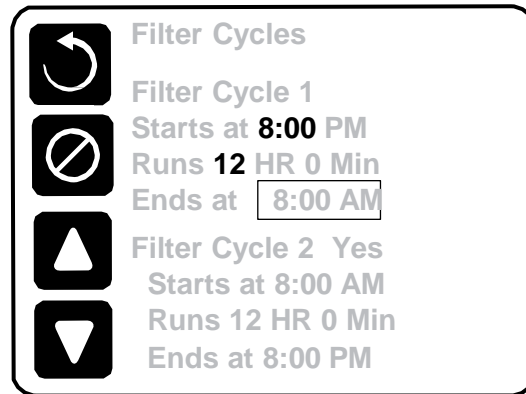 Filter Cycles
Filter Cycle 1
Starts at 8:00 PM
Runs 12 HR 0 Min
Ends at 8:00 AM
Filter Cycle 2 Yes
Starts at 8:00 AM
Runs 12 HR 0 Min
Ends at 8:00 PM